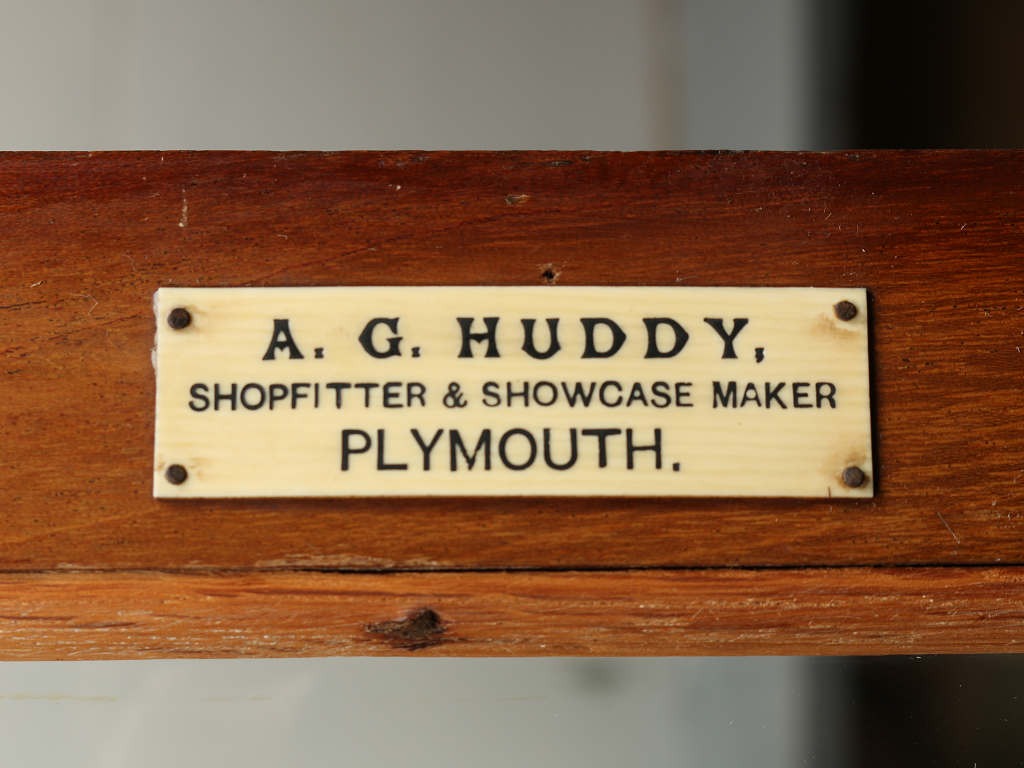 A. G. HUDDY,
SHOPFITTER & SHOWCASE MAKER
PLYMOUTH.